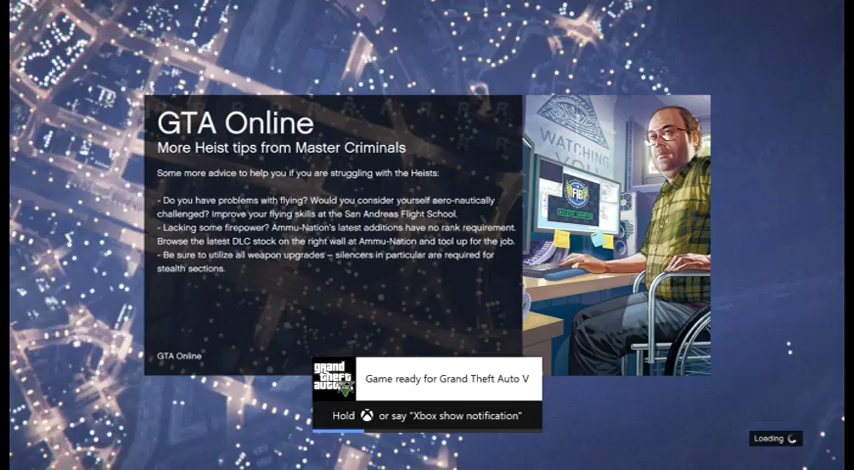 GTA Online
More Heist tips from Master Criminals
Some more advice to help you if you are struggling with the Heists:
- Do you have problems with flying? Would you consider yourself aero-nautically
challenged? Improve your flying skills at the San Andreas Flight School.
- Lacking some firepower? Ammu-Nation's latest additions have no rank requirement.
Browse the latest DLC stock on the right wall at Ammu-Nation and tool up for the job.
- Be sure to utilize all weapon upgrades – silencers in particular are required for
stealth sections.
GTA Online
WATCHING
YOU
FIB
grand
theft
auto V
Game ready for Grand Theft Auto V
Hold or say "Xbox show notification"
Loading